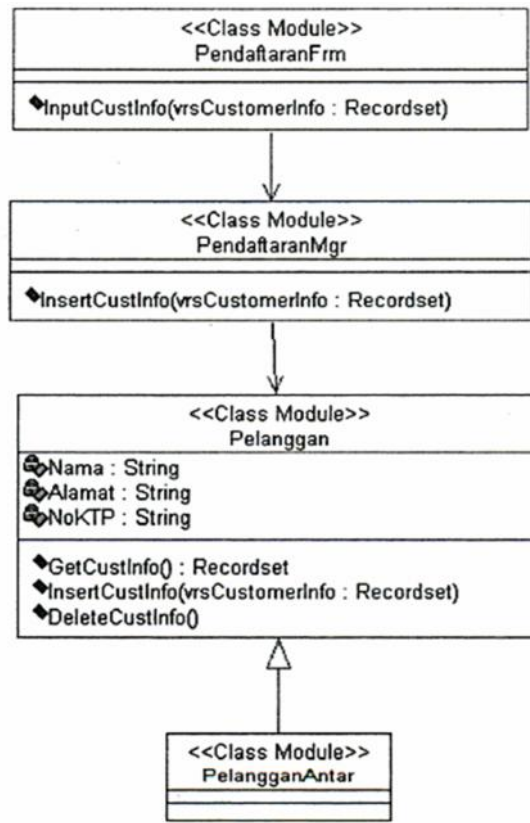 <<Class Module>>
PendaftaranFrm
InputCustInfo(vrsCustomerInfo : Recordset)
<<Class Module>>
PendaftaranMgr
InsertCustInfo(vrsCustomerInfo : Recordset)
<<Class Module>>
Pelanggan
Nama : String
Alamat : String
NoKTP : String
GetCustInfo() : Recordset
InsertCustInfo(vrsCustomerInfo : Recordset)
DeleteCustInfo()
<<Class Module>>
PelangganAntar